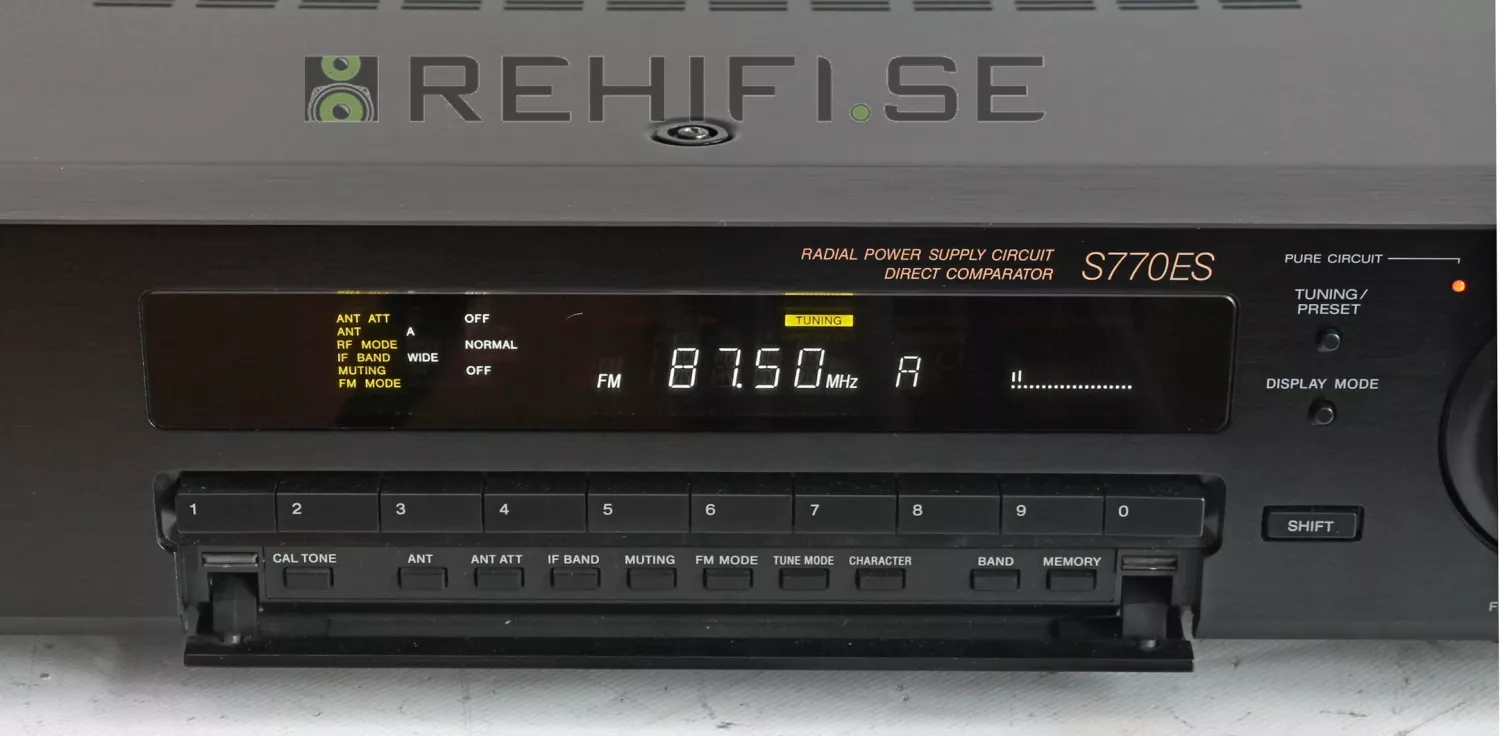 REHIFI.SE
RADIAL POWER SUPPLY CIRCUIT
DIRECT COMPARATOR
S770ES
PURE CIRCUIT
TUNING/
PRESET
DISPLAY MODE
ANT ATT OFF
ANT A
RF MODE NORMAL
IF BAND WIDE
MUTING OFF
FM MODE
TUNING
FM 87.50 MHz A
1 2 3 4 5 6 7 8 9 0
SHIFT
CAL TONE ANT ANT ATT IF BAND MUTING FM MODE TUNE MODE CHARACTER BAND MEMORY